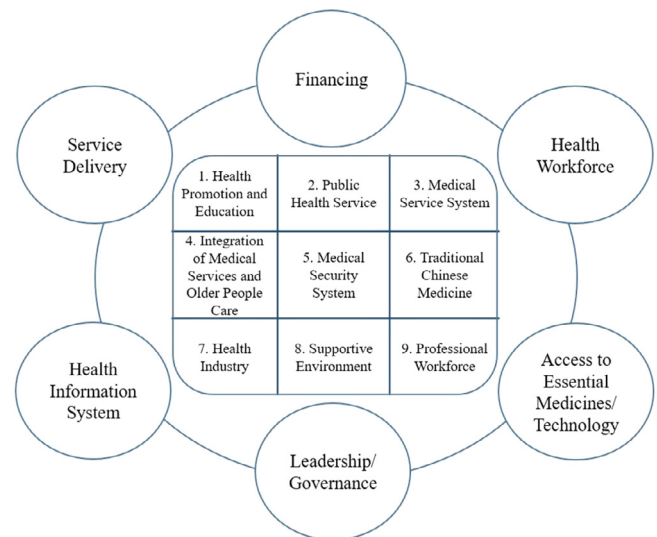 Financing
Service
Delivery
Health
Workforce
1. Health
Promotion and
Education
2. Public
Health Service
3. Medical
Service System
4. Integration
of Medical
Services and
Older People
Care
5. Medical
Security
System
6. Traditional
Chinese
Medicine
7. Health
Industry
8. Supportive
Environment
9. Professional
Workforce
Health
Information
System
Access to
Essential
Medicines/
Technology
Leadership/
Governance